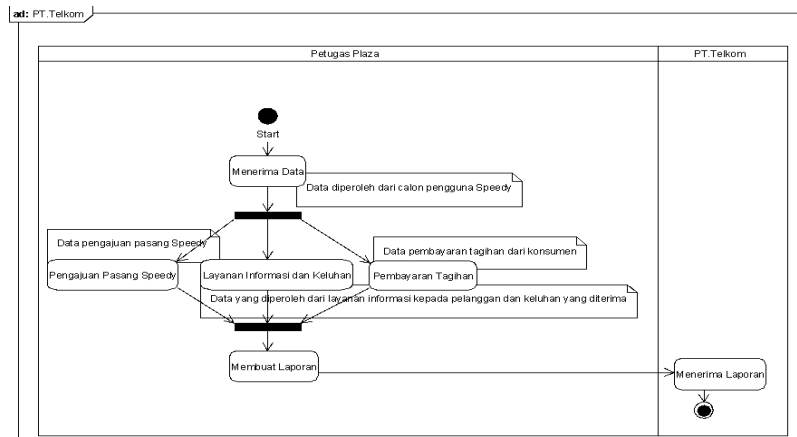 ad: PT.Telkom
Petugas Plaza
PT.Telkom
Start
Menerima Data
Data diperoleh dari calon pengguna Speedy
Data pengajuan pasang Speedy
Data pembayaran tagihan dari konsumen
Pengajuan Pasang Speedy
Layanan Informasi dan Keluhan
Pembayaran Tagihan
Data yang diperoleh dari layanan informasi kepada pelanggan dan keluhan yang diterima
Membuat Laporan
Menerima Laporan